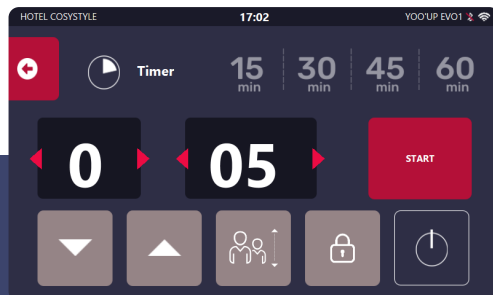 HOTEL COSYSTYLE 17:02 YOO'UP EVO1
Timer
15 min 30 min 45 min 60 min
0 05 START